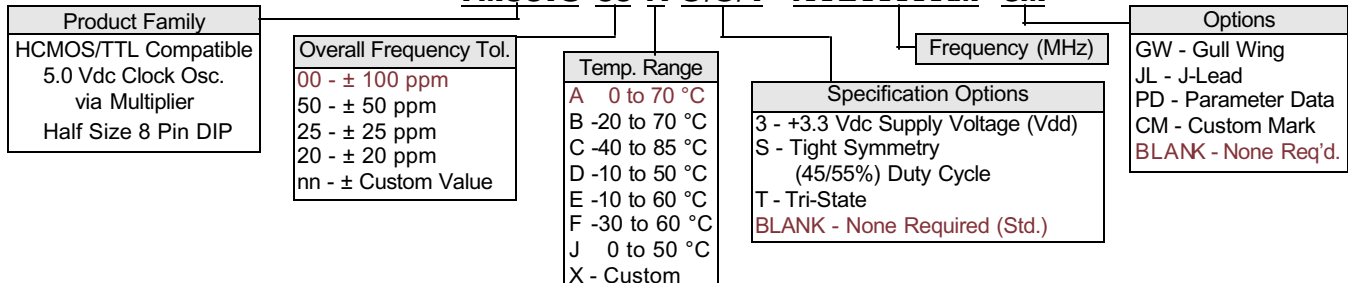 Product Family
HCMOS/TTL Compatible
5.0 Vdc Clock Osc.
via Multiplier
Half Size 8 Pin DIP
Overall Frequency Tol.
00 - ± 100 ppm
50 - ± 50 ppm
25 - ± 25 ppm
20 - ± 20 ppm
nn - ± Custom Value
Temp. Range
A 0 to 70 °C
B -20 to 70 °C
C -40 to 85 °C
D -10 to 50 °C
E -10 to 60 °C
F -30 to 60 °C
J 0 to 50 °C
X - Custom
Frequency (MHz)
Specification Options
3 - +3.3 Vdc Supply Voltage (Vdd)
S - Tight Symmetry
(45/55%) Duty Cycle
T - Tri-State
BLANK - None Required (Std.)
Options
GW - Gull Wing
JL - J-Lead
PD - Parameter Data
CM - Custom Mark
BLANK - None Req'd.